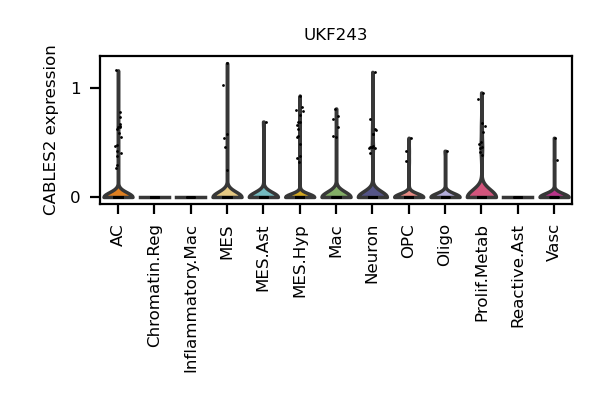 UKF243
CABLES2 expression
1
0
AC
Chromatin.Reg
Inflammatory.Mac
MES
MES.Ast
MES.Hyp
Mac
Neuron
OPC
Oligo
Prolif.Metab
Reactive.Ast
Vasc